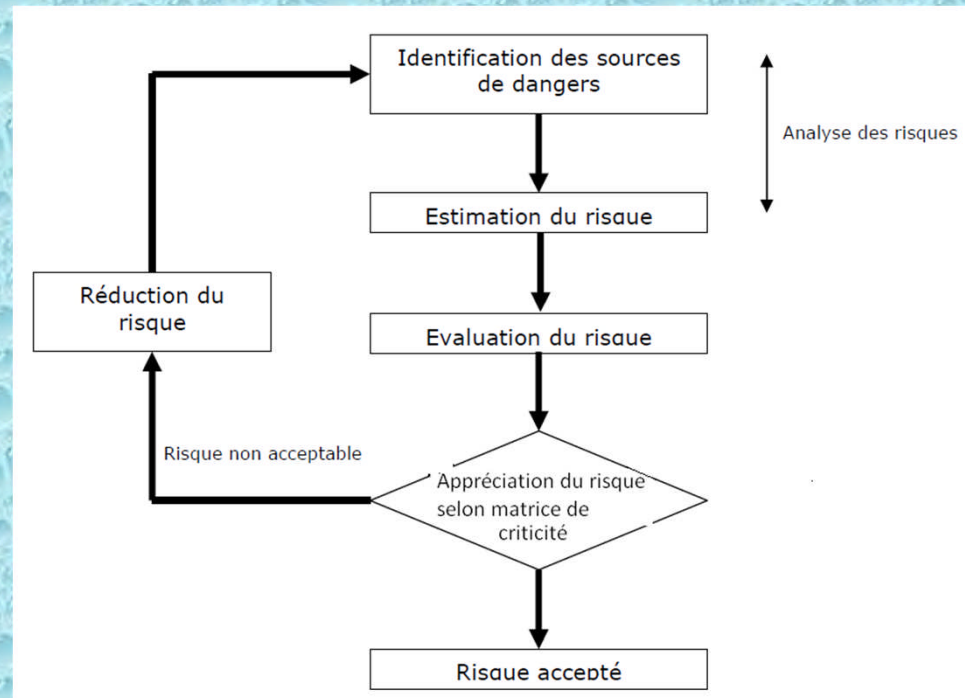 Identification des sources
de dangers
Analyse des risques
Estimation du risque
Réduction du
risque
Evaluation du risque
Risque non acceptable
Appréciation du risque
selon matrice de
criticité
Risque accepté